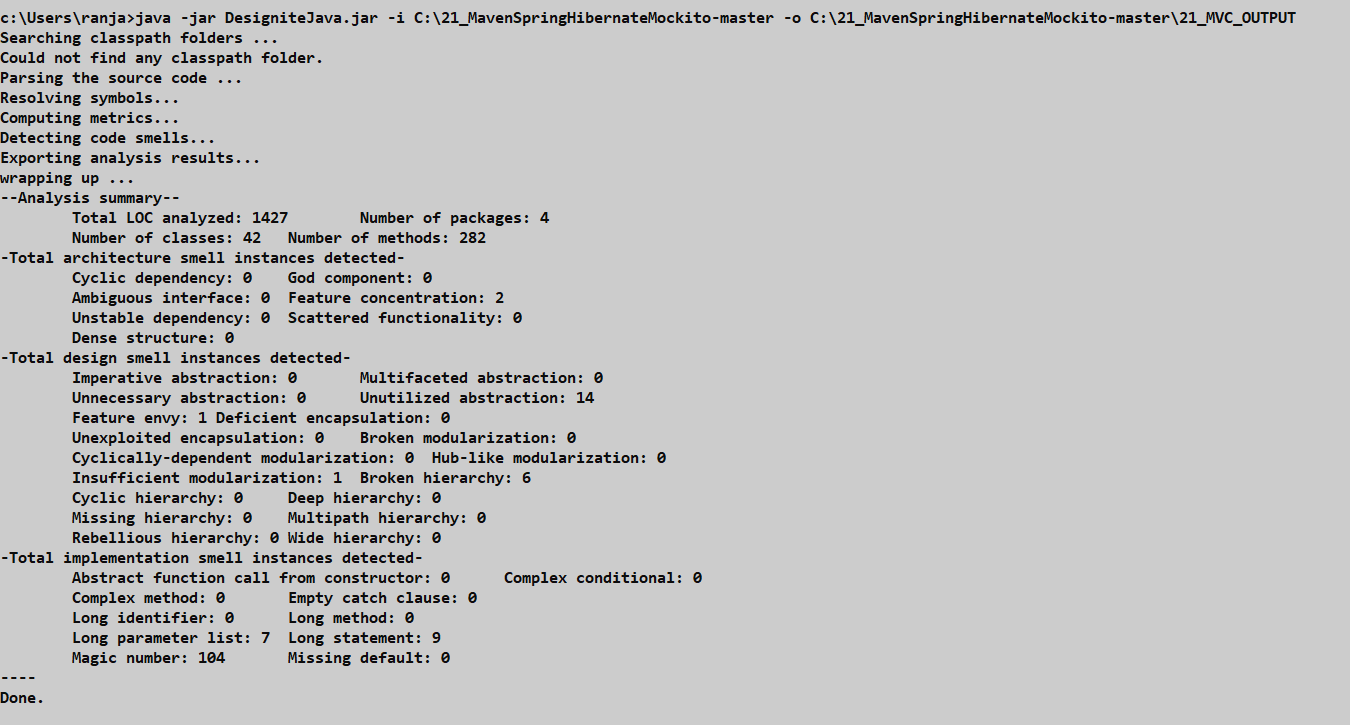 c:\Users\ranja>java -jar DesigniteJava.jar -i C:\21_MavenSpringHibernateMockito-master -o C:\21_MavenSpringHibernateMockito-master\21_MVC_OUTPUT
Searching classpath folders ...
Could not find any classpath folder.
Parsing the source code ...
Resolving symbols...
Computing metrics...
Detecting code smells...
Exporting analysis results...
wrapping up ...
--Analysis summary--
        Total LOC analyzed: 1427        Number of packages: 4
        Number of classes: 42   Number of methods: 282
-Total architecture smell instances detected-
        Cyclic dependency: 0    God component: 0
        Ambiguous interface: 0  Feature concentration: 2
        Unstable dependency: 0  Scattered functionality: 0
        Dense structure: 0
-Total design smell instances detected-
        Imperative abstraction: 0       Multifaceted abstraction: 0
        Unnecessary abstraction: 0      Unutilized abstraction: 14
        Feature envy: 1 Deficient encapsulation: 0
        Unexploited encapsulation: 0    Broken modularization: 0
        Cyclically-dependent modularization: 0  Hub-like modularization: 0
        Insufficient modularization: 1  Broken hierarchy: 6
        Cyclic hierarchy: 0     Deep hierarchy: 0
        Missing hierarchy: 0    Multipath hierarchy: 0
        Rebellious hierarchy: 0 Wide hierarchy: 0
-Total implementation smell instances detected-
        Abstract function call from constructor: 0      Complex conditional: 0
        Complex method: 0       Empty catch clause: 0
        Long identifier: 0      Long method: 0
        Long parameter list: 7  Long statement: 9
        Magic number: 104       Missing default: 0
----
Done.